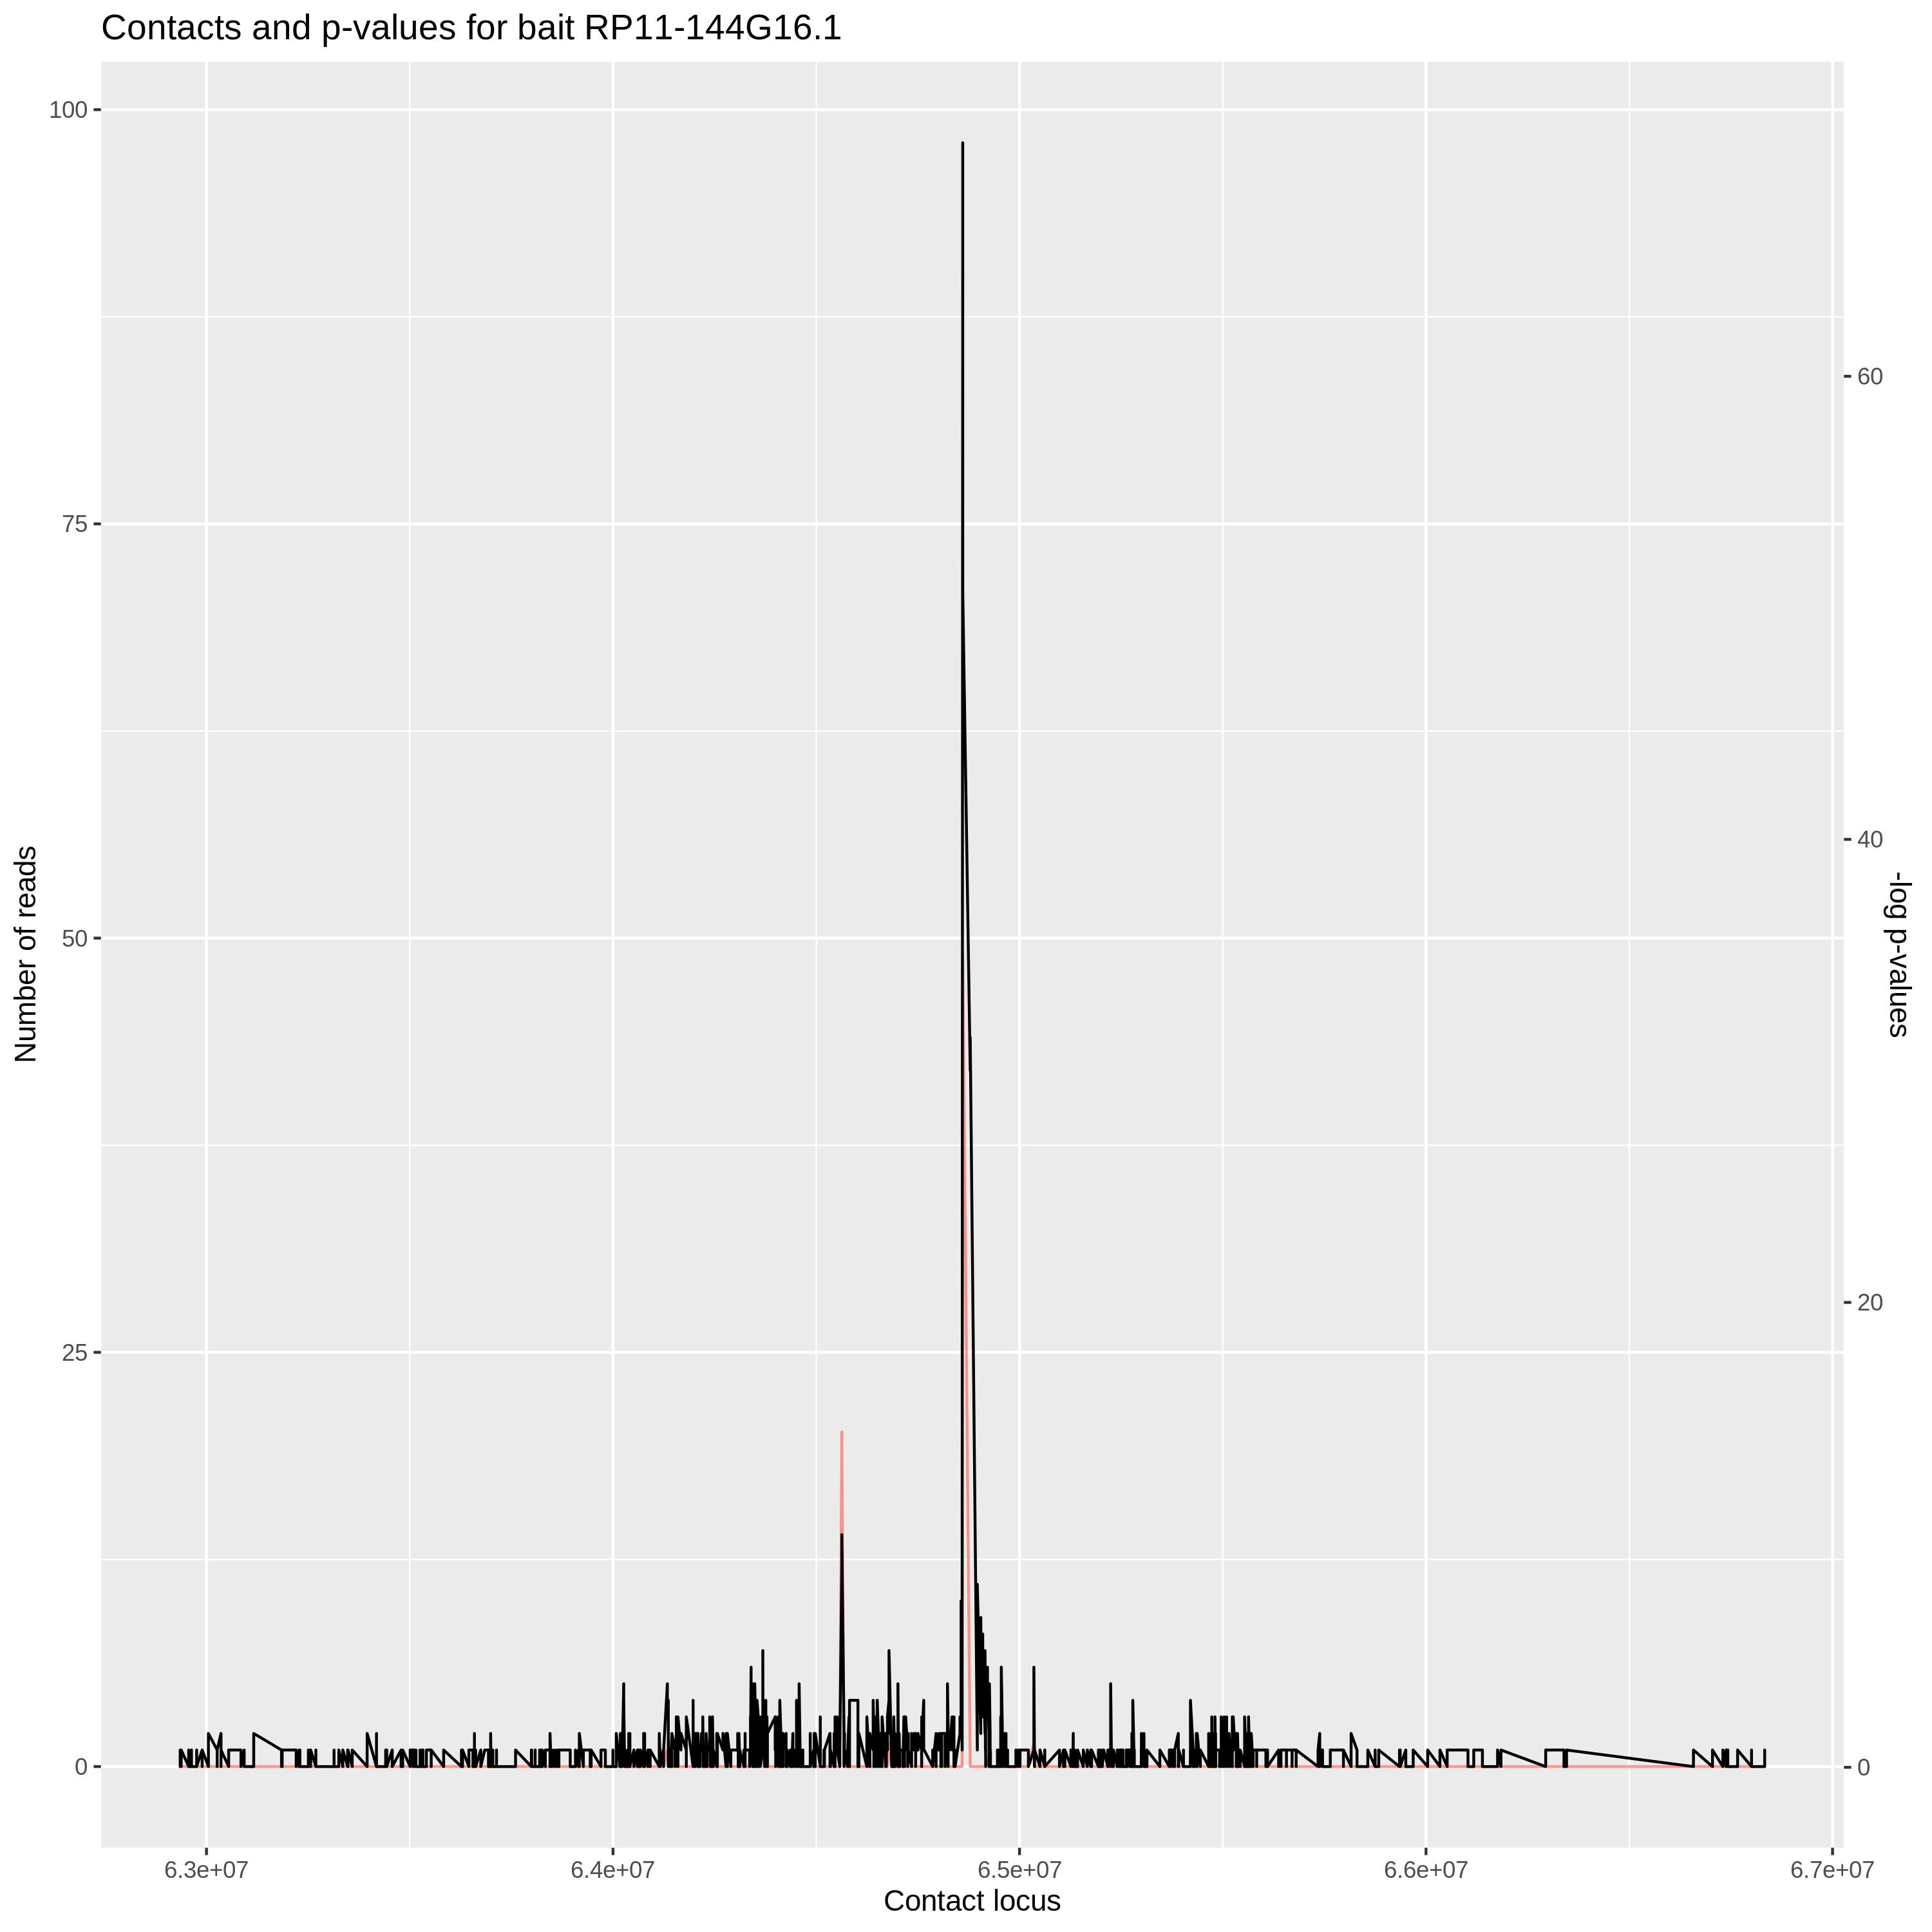 Contacts and p-values for bait RP11-144G16.1
100
75
50
25
0
Number of reads
60
40
20
0
-log p-values
6.3e+07 6.4e+07 6.5e+07 6.6e+07 6.7e+07
Contact locus